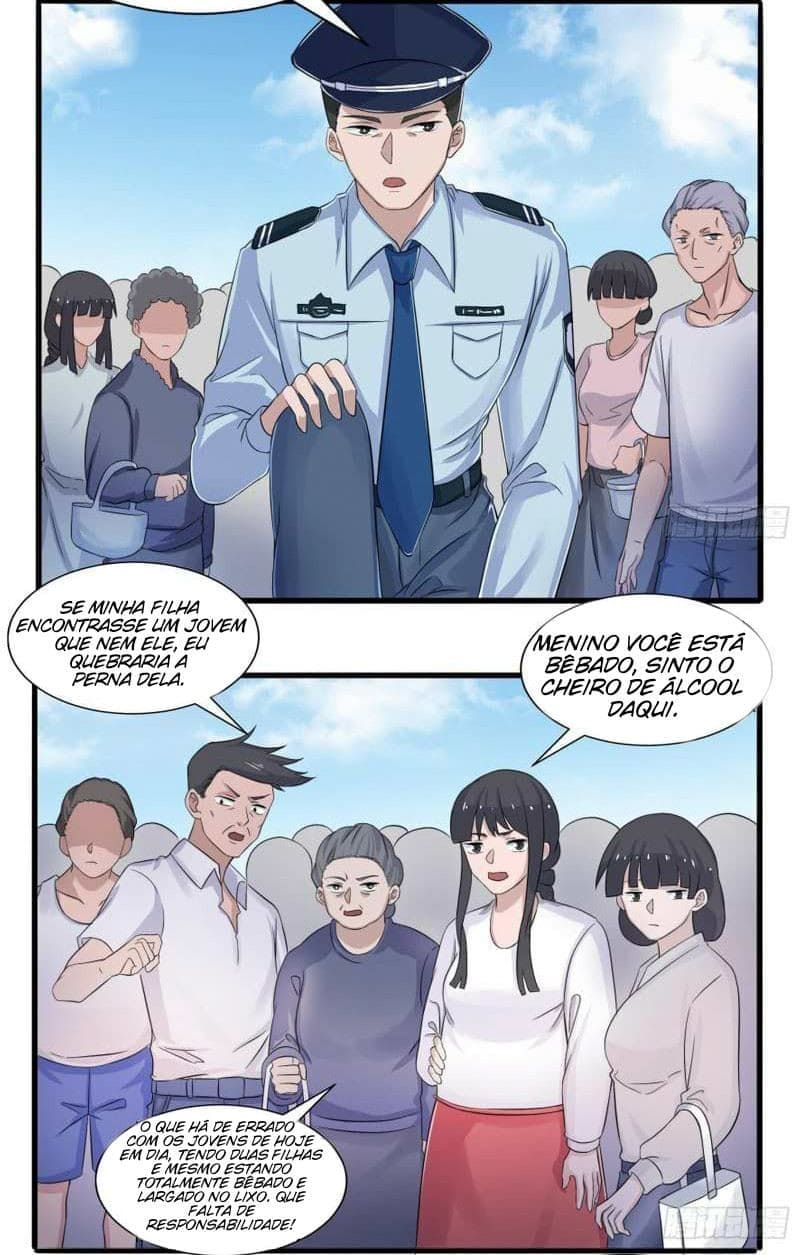 SE MINHA FILHA
ENCONTRASSE UM JOVEM
QUE NEM ELE, EU
QUEBRARIA A
PERNA DELA.
MENINO VOCÊ ESTÁ
BÊBADO, SINTO O
CHEIRO DE ÁLCOOL
DAQUI.
O QUE HÁ DE ERRADO
COM OS JOVENS DE HOJE
EM DIA, TENDO DUAS FILHAS
E MESMO ESTANDO
TOTALMENTE BÊBADO E
LARGADO NO LIXO. QUE
FALTA DE
RESPONSABILIDADE!